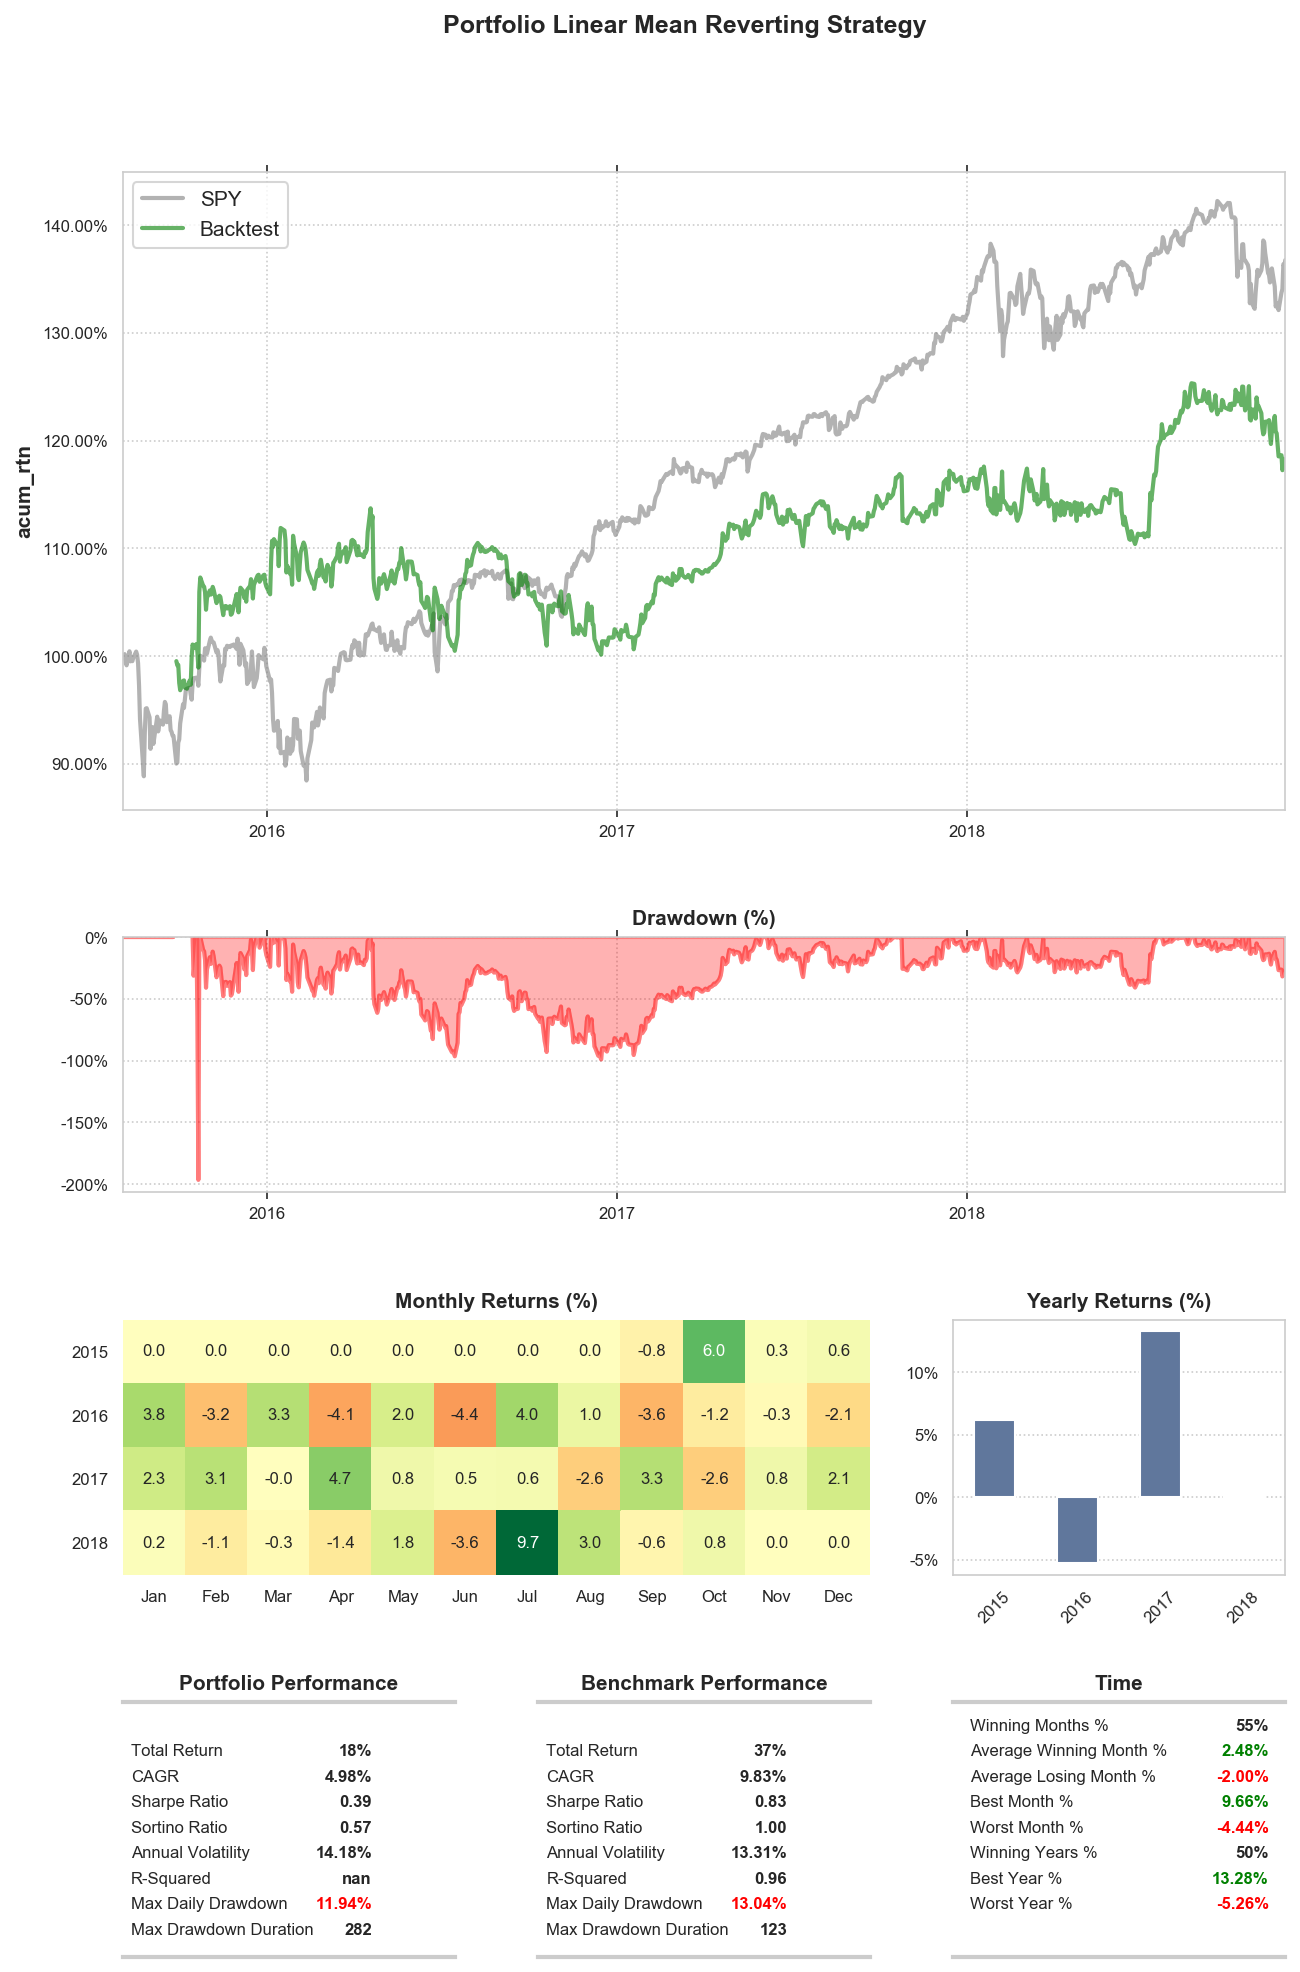 Portfolio Linear Mean Reverting Strategy
SPY
Backtest
140.00%
130.00%
120.00%
110.00%
100.00%
90.00%
acum_rtn
2016 2017 2018
Drawdown (%)
0%
-50%
-100%
-150%
-200%
2016 2017 2018
Monthly Returns (%)
2015 0.0 0.0 0.0 0.0 0.0 0.0 0.0 0.0 -0.8 6.0 0.3 0.6
2016 3.8 -3.2 3.3 -4.1 2.0 -4.4 4.0 1.0 -3.6 -1.2 -0.3 -2.1
2017 2.3 3.1 -0.0 4.7 0.8 0.5 0.6 -2.6 3.3 -2.6 0.8 2.1
2018 0.2 -1.1 -0.3 -1.4 1.8 -3.6 9.7 3.0 -0.6 0.8 0.0 0.0
Jan Feb Mar Apr May Jun Jul Aug Sep Oct Nov Dec
Yearly Returns (%)
10%
5%
0%
-5%
2015 2016 2017 2018
Portfolio Performance
Total Return 18%
CAGR 4.98%
Sharpe Ratio 0.39
Sortino Ratio 0.57
Annual Volatility 14.18%
R-Squared nan
Max Daily Drawdown 11.94%
Max Drawdown Duration 282
Benchmark Performance
Total Return 37%
CAGR 9.83%
Sharpe Ratio 0.83
Sortino Ratio 1.00
Annual Volatility 13.31%
R-Squared 0.96
Max Daily Drawdown 13.04%
Max Drawdown Duration 123
Time
Winning Months % 55%
Average Winning Month % 2.48%
Average Losing Month % -2.00%
Best Month % 9.66%
Worst Month % -4.44%
Winning Years % 50%
Best Year % 13.28%
Worst Year % -5.26%